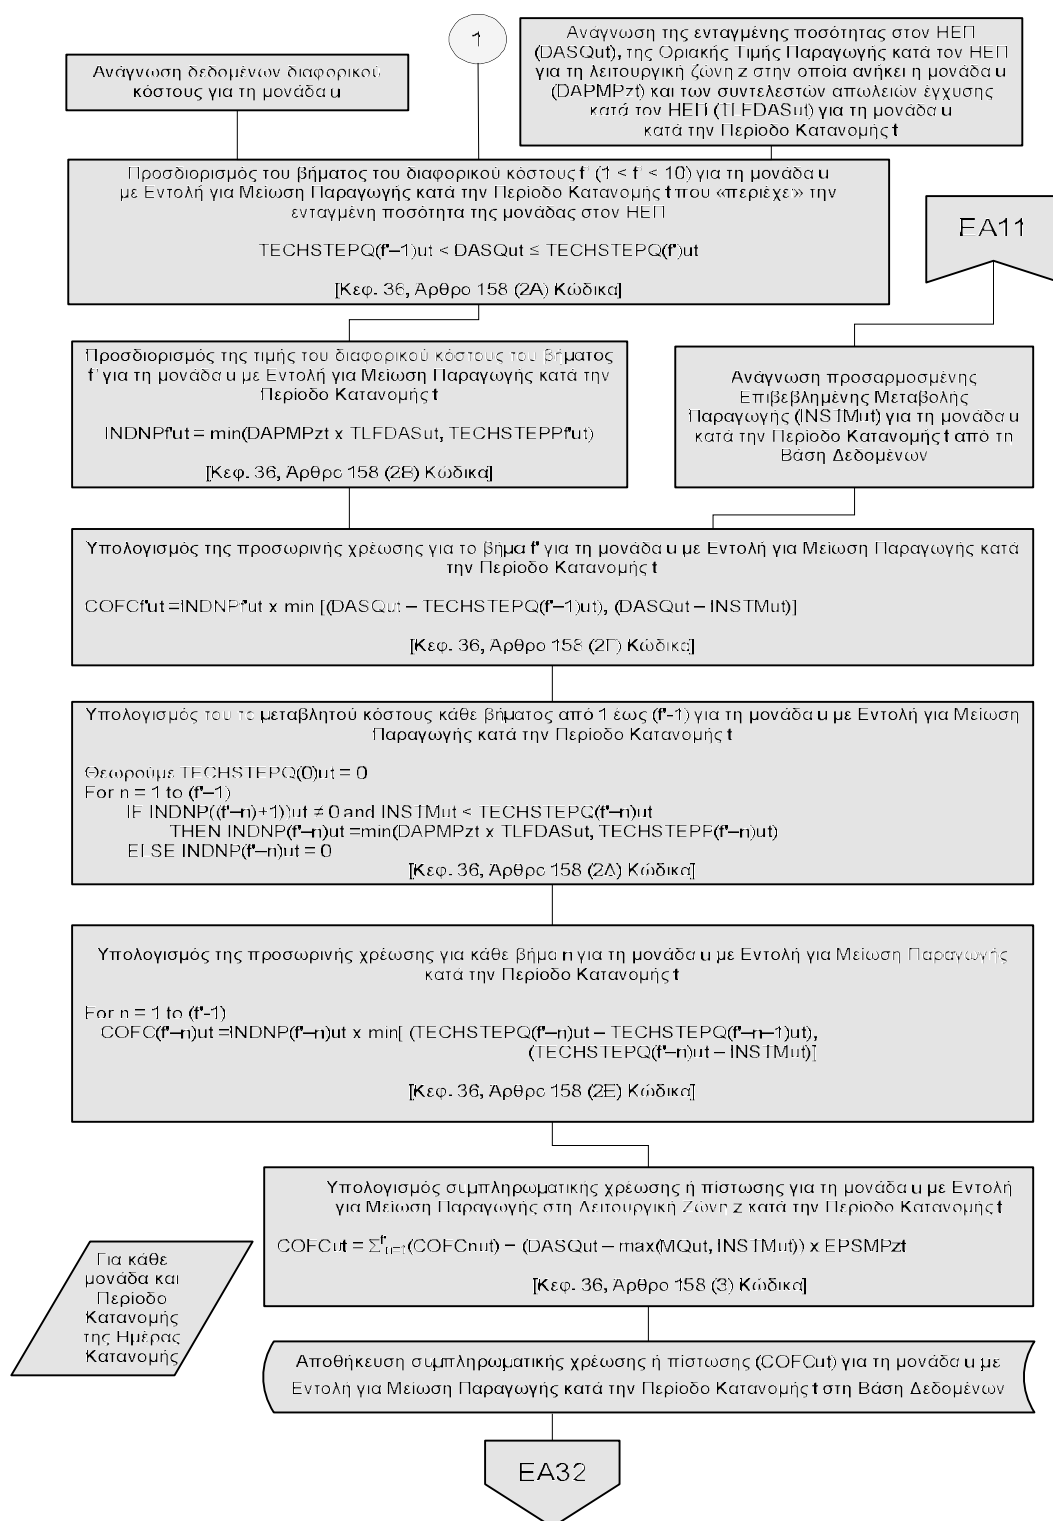 1
Ανάγνωση δεδομένων διαφορικού
κόστους για τη μονάδα u
Ανάγνωση της ενταγμένης ποσότητας στον ΗΕΠ
(DASQut), της Οριακής Τιμής Παραγωγής κατά τον ΗΕΠ
για τη λειτουργική ζώνη z στην οποία ανήκει η μονάδα u
(DAPMPzt) και των συντελεστών απωλειών έγχυσης
κατά τον ΗΕΠ (TLFDASut) για τη μονάδα u
κατά την Περίοδο Κατανομής t
Προσδιορισμός του βήματος του διαφορικού κόστους f' (1 < f' < 10) για τη μονάδα u
με Εντολή για Μείωση Παραγωγής κατά την Περίοδο Κατανομής t που «περιέχει» την
ενταγμένη ποσότητα της μονάδας στον ΗΕΠ
TECHSTEPQ(f'–1)ut < DASQut ≤ TECHSTEPQ(f')ut
[Κεφ. 36, Άρθρο 158 (2Α) Κώδικα]
EA11
Προσδιορισμός της τιμής του διαφορικού κόστους του βήματος
f' για τη μονάδα u με Εντολή για Μείωση Παραγωγής κατά την
Περίοδο Κατανομής t
INDNPf'ut = min(DAPMPzt x TLFDASut, TECHSTEPPf'ut)
[Κεφ. 36, Άρθρο 158 (2Β) Κώδικα]
Ανάγνωση προσαρμοσμένης
Επιβεβλημένης Μεταβολής
Παραγωγής (INSTMut) για τη μονάδα u
κατά την Περίοδο Κατανομής t από τη
Βάση Δεδομένων
Υπολογισμός της προσωρινής χρέωσης για το βήμα f' για τη μονάδα u με Εντολή για Μείωση Παραγωγής κατά
την Περίοδο Κατανομής t
COFCf'ut =INDNPf'ut x min [(DASQut – TECHSTEPQ(f'–1)ut), (DASQut – INSTMut)]
[Κεφ. 36, Άρθρο 158 (2Γ) Κώδικα]
Υπολογισμός του το μεταβλητού κόστους κάθε βήματος από 1 έως (f'-1) για τη μονάδα u με Εντολή για Μείωση
Παραγωγής κατά την Περίοδο Κατανομής t
Θεωρούμε TECHSTEPQ(0)ut = 0
For n = 1 to (f'–1)
IF INDNP((f'–n)+1))ut ≠ 0 and INSTMut < TECHSTEPQ(f'–n)ut
THEN INDNP(f'–n)ut =min(DAPMPzt x TLFDASut, TECHSTEPP(f'–n)ut)
ELSE INDNP(f'–n)ut = 0
[Κεφ. 36, Άρθρο 158 (2Δ) Κώδικα]
Υπολογισμός της προσωρινής χρέωσης για κάθε βήμα n για τη μονάδα u με Εντολή για Μείωση Παραγωγής
κατά την Περίοδο Κατανομής t
For n = 1 to (f'-1)
COFC(f'–n)ut =INDNP(f'–n)ut x min[ (TECHSTEPQ(f'–n)ut – TECHSTEPQ(f'–n–1)ut),
(TECHSTEPQ(f'–n)ut – INSTMut)]
[Κεφ. 36, Άρθρο 158 (2Ε) Κώδικα]
Υπολογισμός συμπληρωματικής χρέωσης ή πίστωσης για τη μονάδα u με Εντολή
για Μείωση Παραγωγής στη Λειτουργική Ζώνη z κατά την Περίοδο Κατανομής t
COFCut = Σf'n=1(COFCnut) – (DASQut – max(MQut, INSTMut)) x EPSMPzt
[Κεφ. 36, Άρθρο 158 (3) Κώδικα]
Για κάθε
μονάδα και
Περίοδο
Κατανομής
της Ημέρας
Κατανομής
Αποθήκευση συμπληρωματικής χρέωσης ή πίστωσης (COFCut) για τη μονάδα u με
Εντολή για Μείωση Παραγωγής κατά την Περίοδο Κατανομής t στη Βάση Δεδομένων
EA32